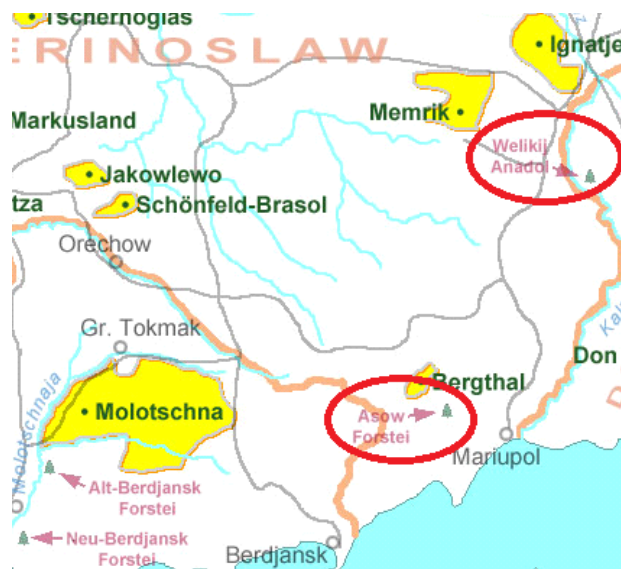 Tschernoglas
ERINOSLAW
Ignatje
Memrik
Markusland
Welikij
Anadol
Jakowlewo
tza
Schönfeld-Brasol
Orechow
Kal
Gr. Tokmak
Don
Bergthal
Molotschnaja
Molotschna
Asow
Forstei
Mariupol
Alt-Berdjansk
Forstei
Neu-Berdjansk
Forstei
Berdjansk